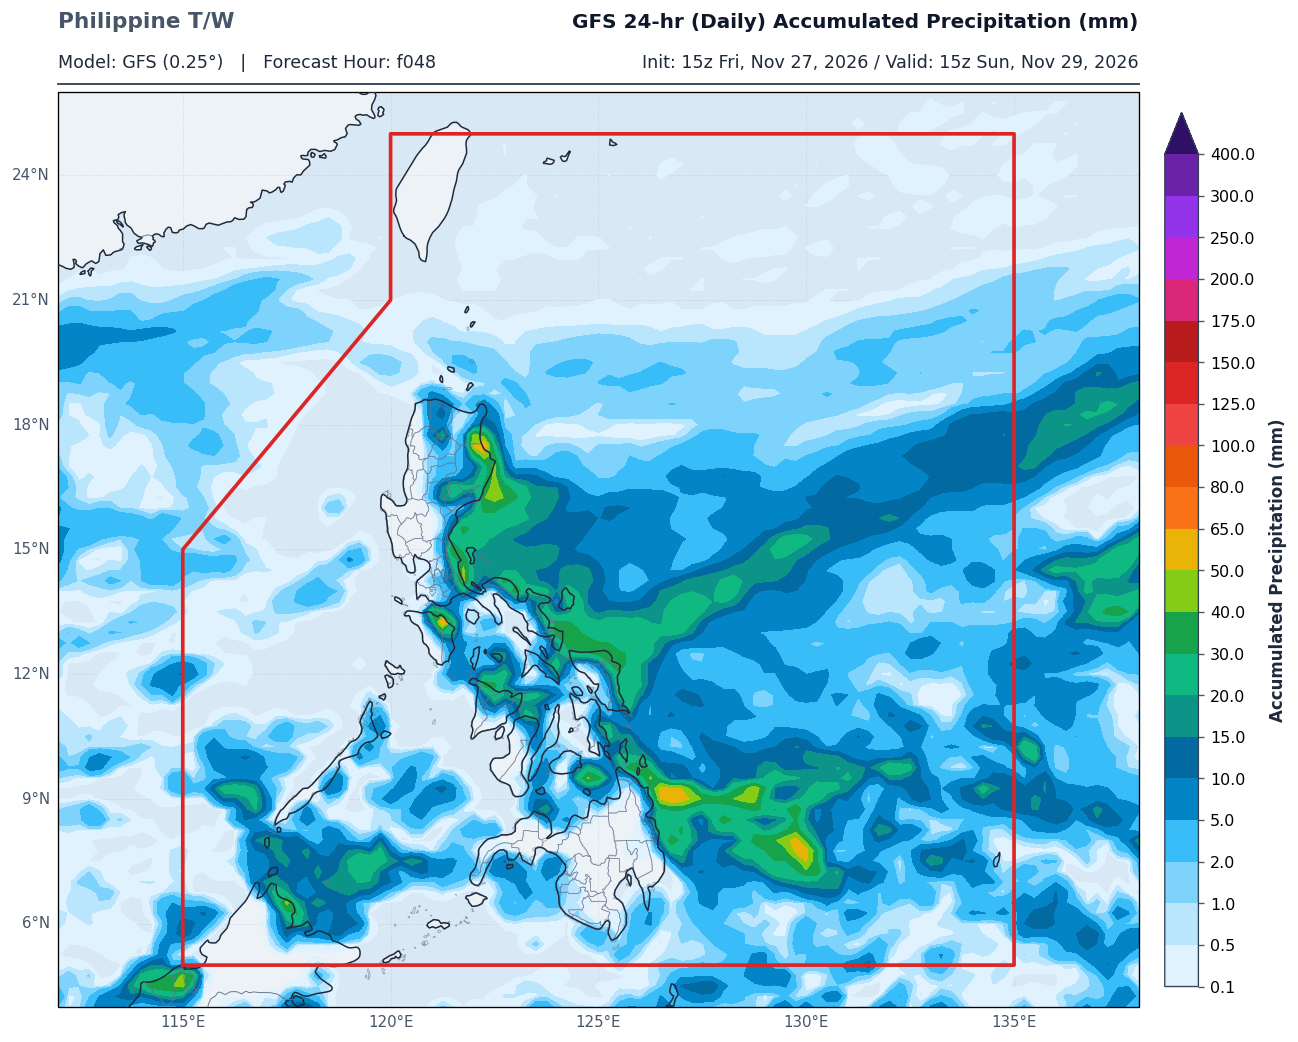 Philippine T/W
GFS 24-hr (Daily) Accumulated Precipitation (mm)
Model: GFS (0.25°) | Forecast Hour: f048
Init: 15z Fri, Nov 27, 2026 / Valid: 15z Sun, Nov 29, 2026
24°N
21°N
18°N
15°N
12°N
9°N
6°N
115°E
120°E
125°E
130°E
135°E
400.0
300.0
250.0
200.0
175.0
150.0
125.0
100.0
80.0
65.0
50.0
40.0
30.0
20.0
15.0
10.0
5.0
2.0
1.0
0.5
0.1
Accumulated Precipitation (mm)